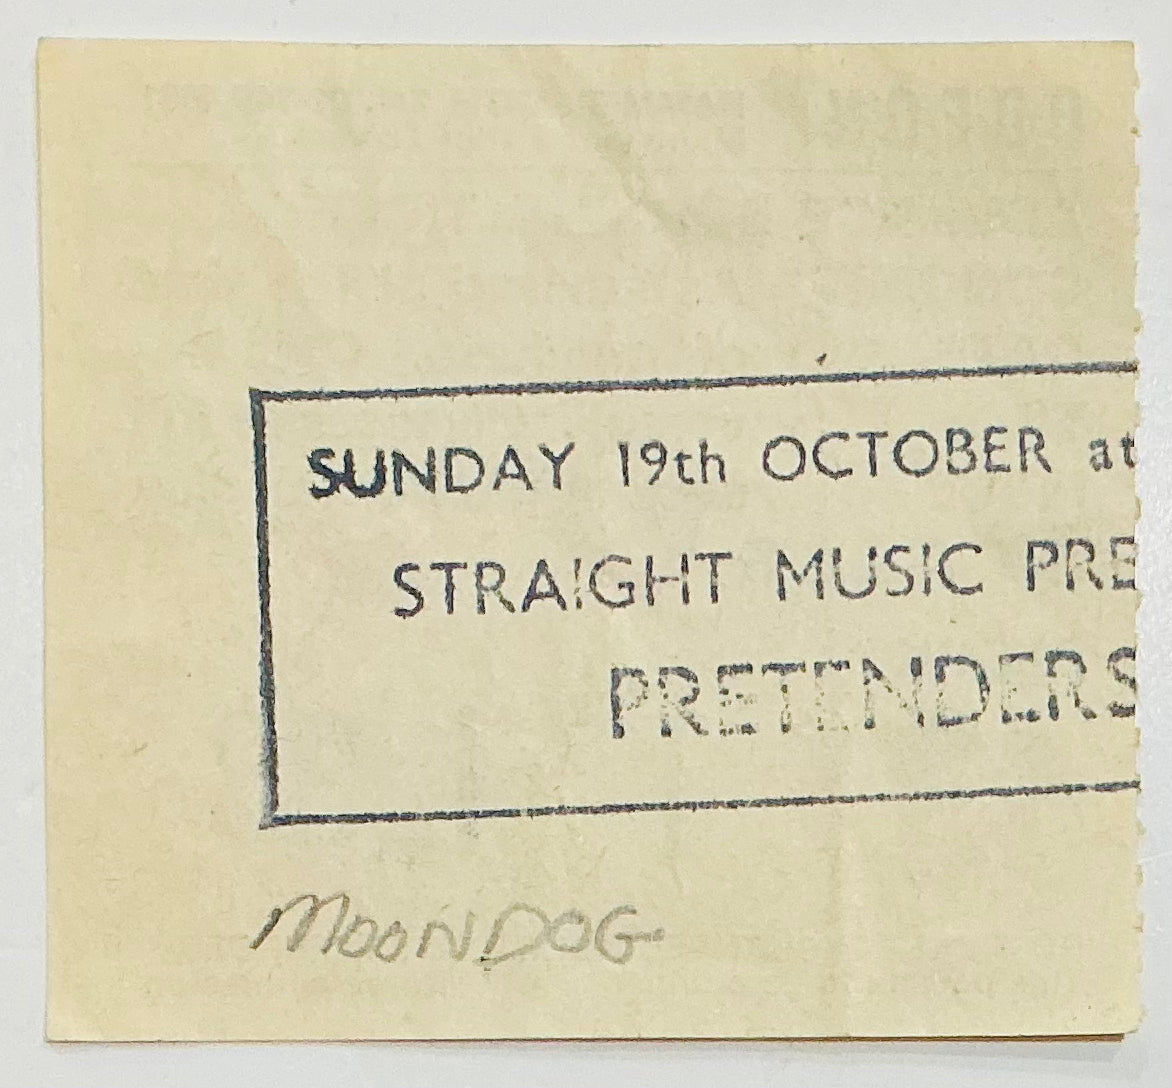 SUNDAY 19th OCTOBER at
STRAIGHT MUSIC PRE
PRETENDERS
MOONDOG